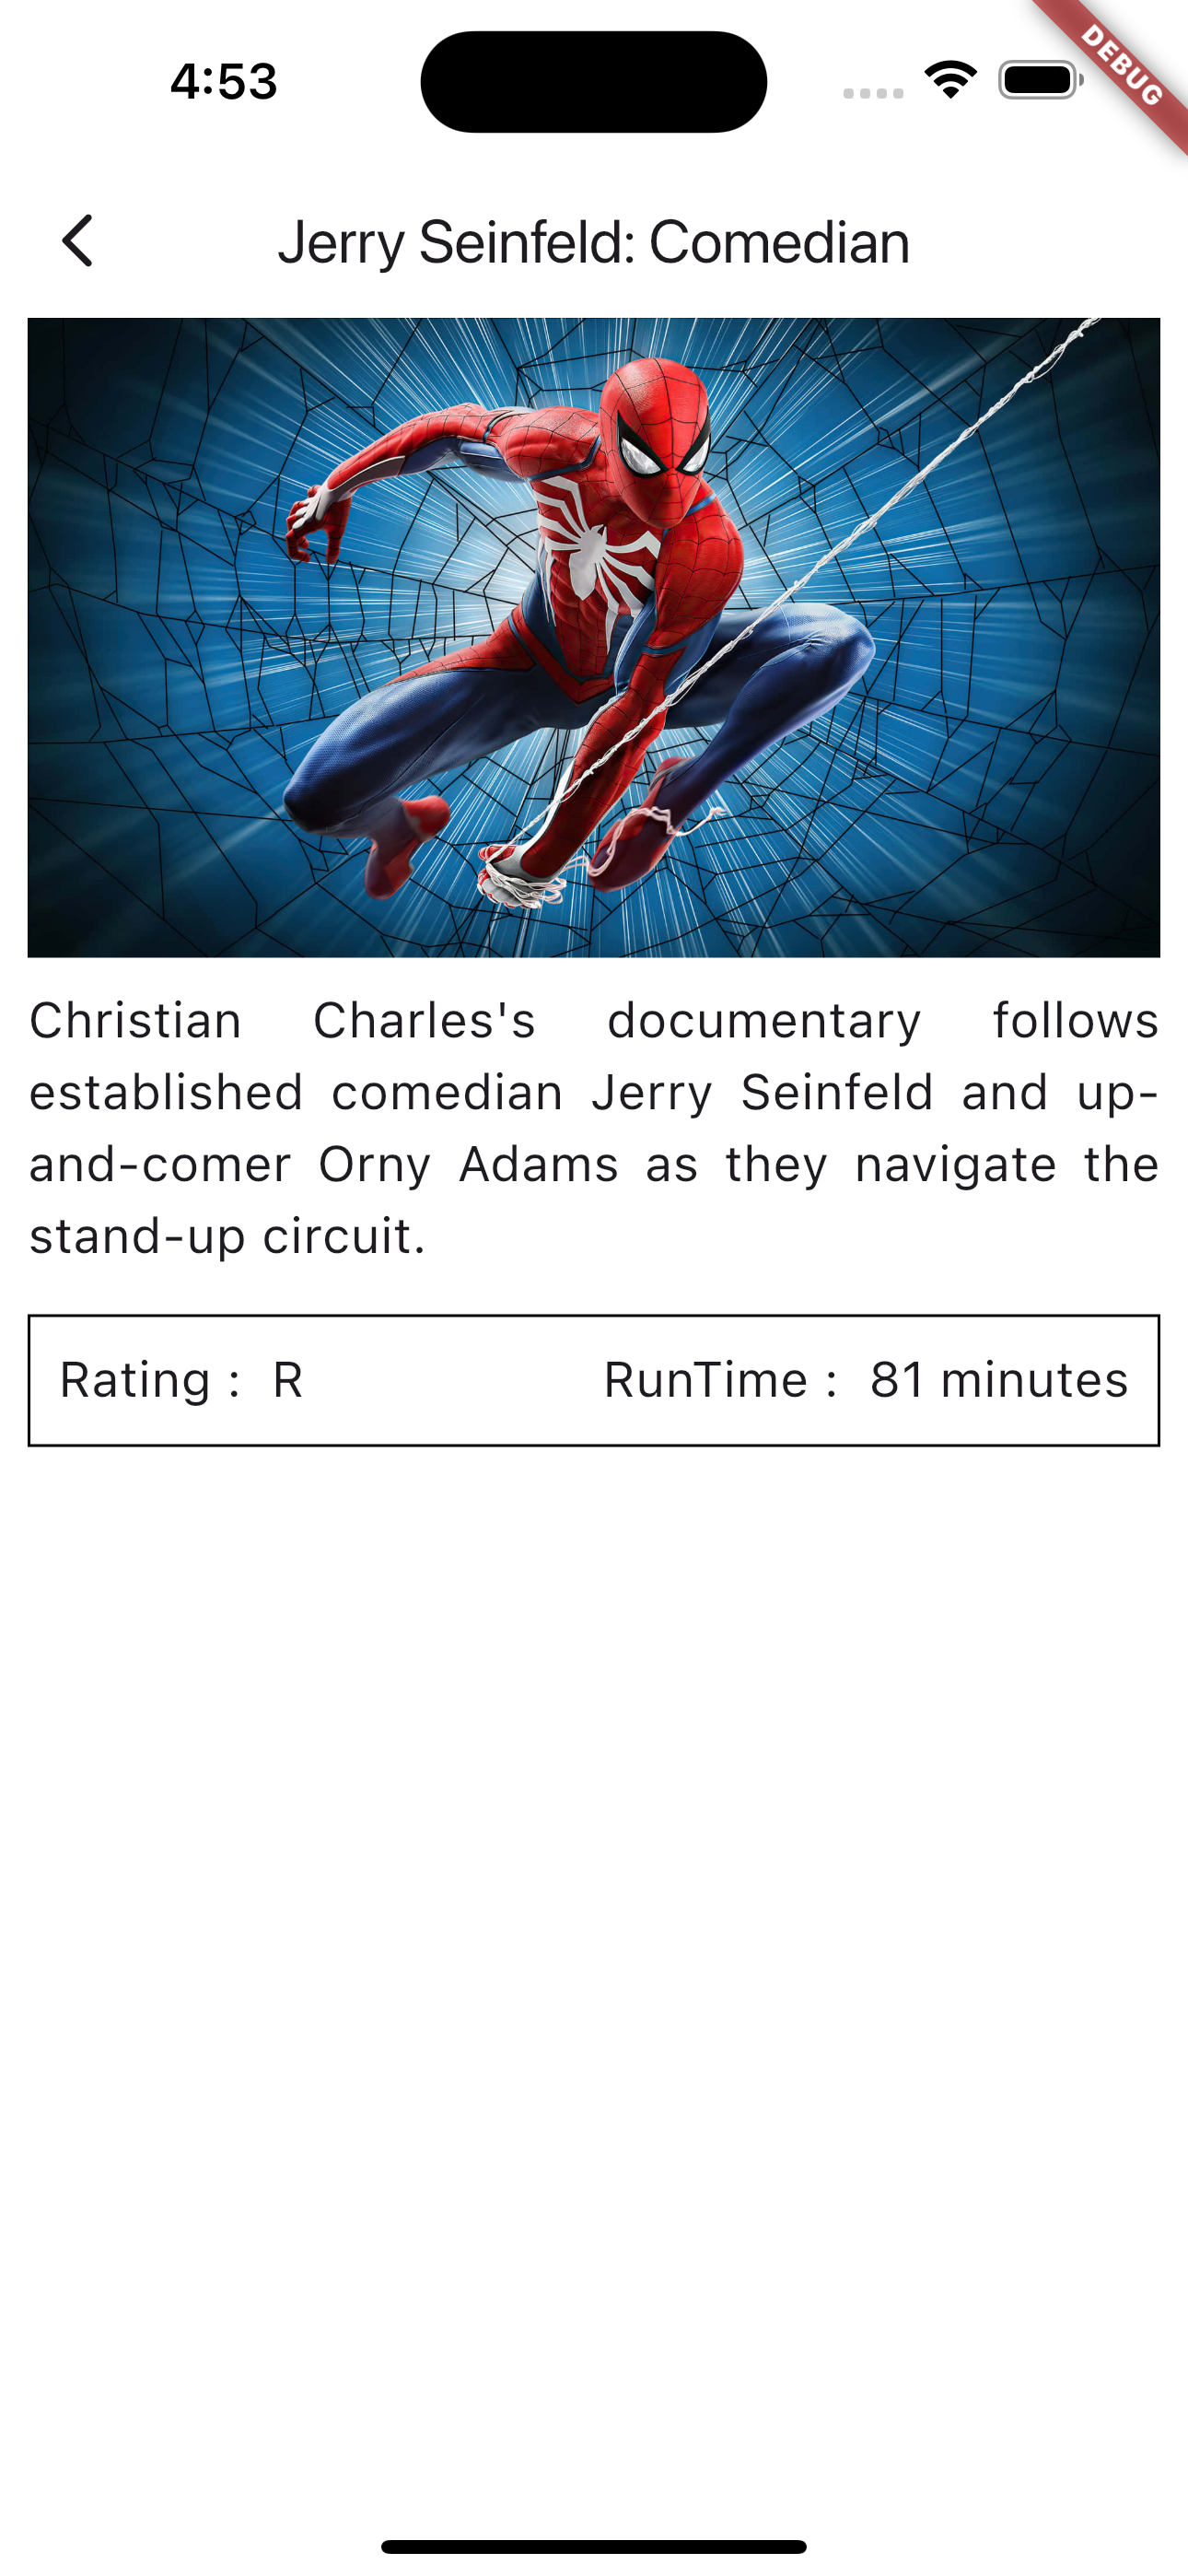 4:53
DEBUG
Jerry Seinfeld: Comedian
Christian Charles's documentary follows
established comedian Jerry Seinfeld and up-
and-comer Orny Adams as they navigate the
stand-up circuit.
Rating : R RunTime : 81 minutes